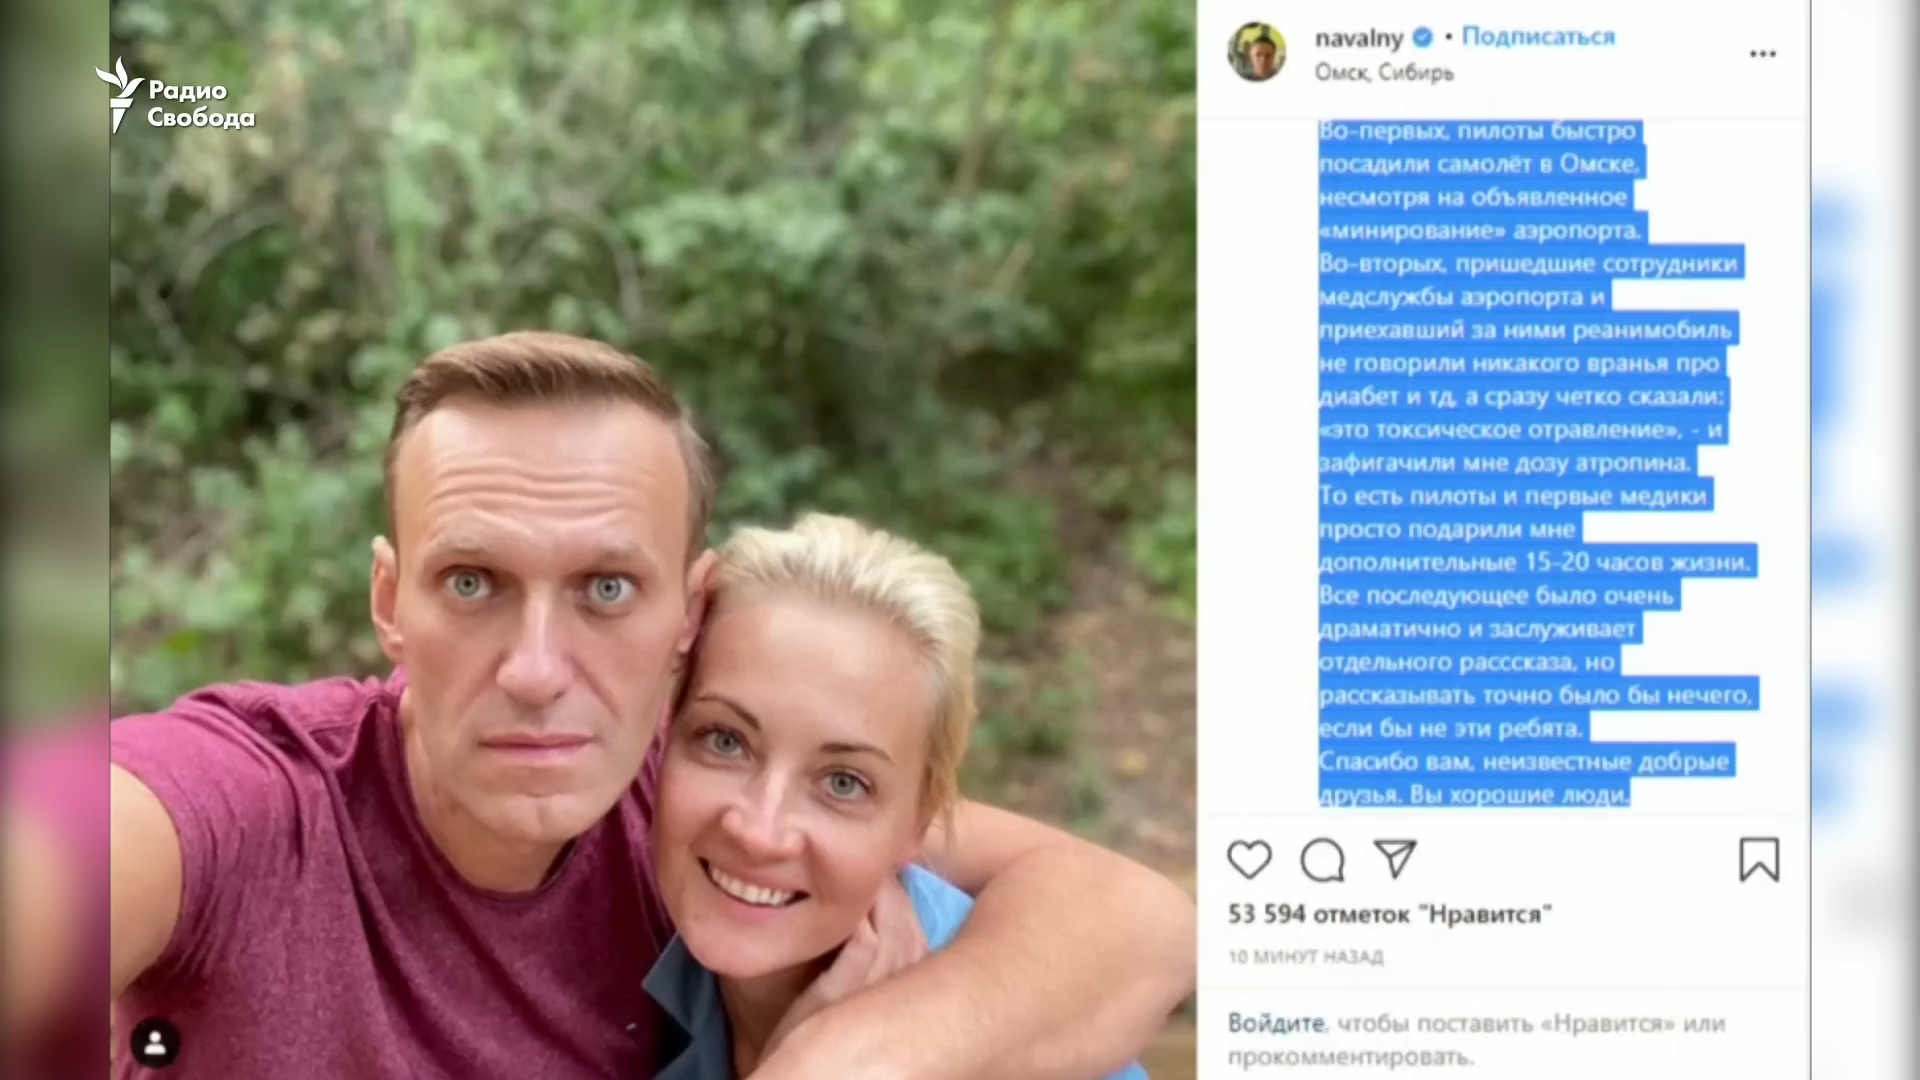 Радио
Свобода
navalny • Подписаться
Омск, Сибирь
Во-первых, пилоты быстро
посадили самолёт в Омске,
несмотря на объявленное
«минирование» аэропорта.
Во-вторых, пришедшие сотрудники
медслужбы аэропорта и
приехавший за ними реанимобиль
не говорили никакого вранья про
диабет и тд, а сразу четко сказали:
«это токсическое отравление», - и
зафигачили мне дозу атропина.
То есть пилоты и первые медики
просто подарили мне
дополнительные 15-20 часов жизни.
Все последующее было очень
драматично и заслуживает
отдельного расссказа, но
рассказывать точно было бы нечего,
если бы не эти ребята.
Спасибо вам, неизвестные добрые
друзья. Вы хорошие люди.
53 594 отметок "Нравится"
10 МИНУТ НАЗАД
Войдите, чтобы поставить «Нравится» или
прокомментировать.